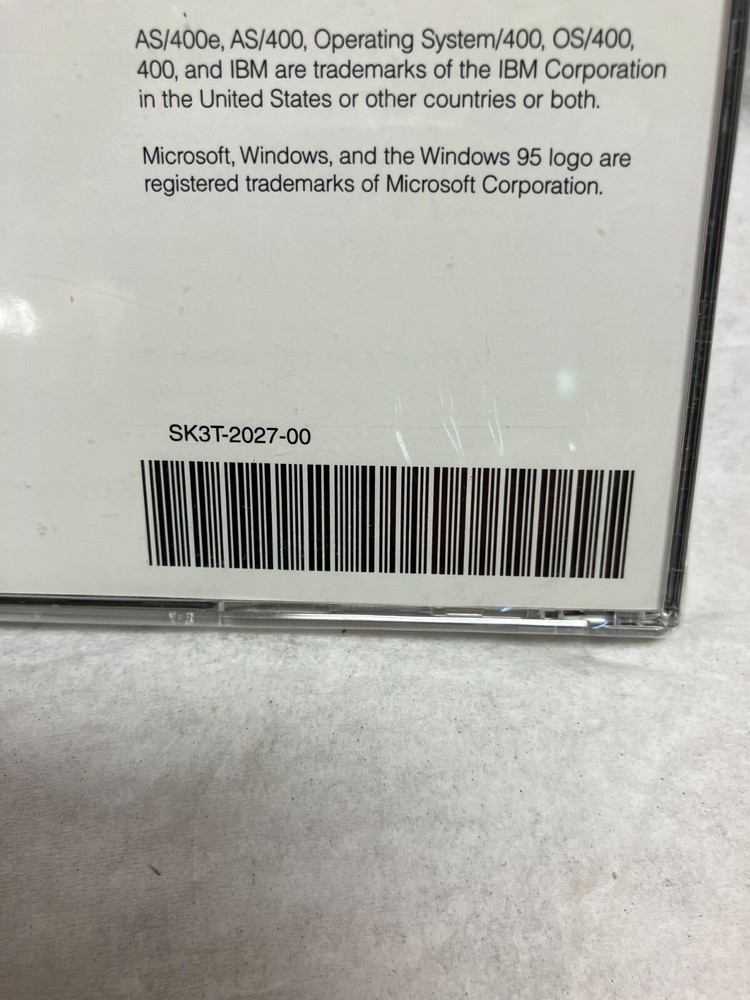 AS/400e, AS/400, Operating System/400, OS/400,
400, and IBM are trademarks of the IBM Corporation
in the United States or other countries or both.
Microsoft, Windows, and the Windows 95 logo are
registered trademarks of Microsoft Corporation.
SK3T-2027-00